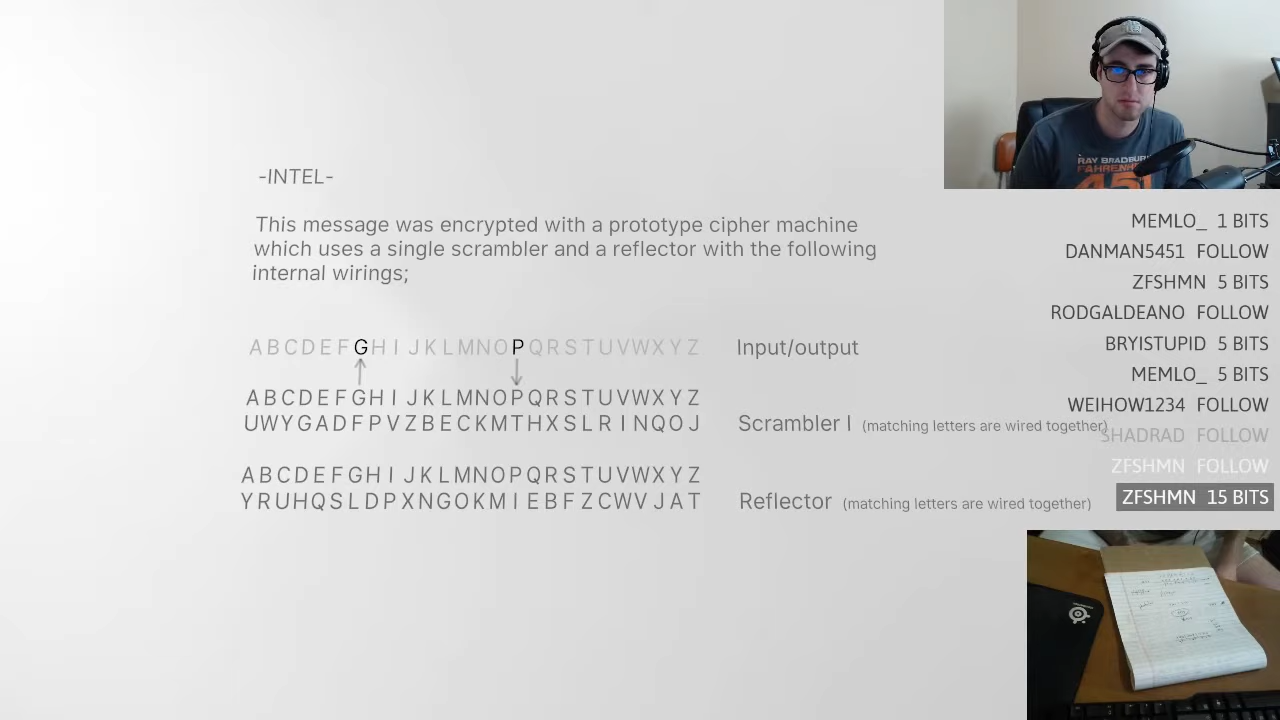 -INTEL-
This message was encrypted with a prototype cipher machine
which uses a single scrambler and a reflector with the following
internal wirings;
A B C D E F G H I J K L M N O P Q R S T U V W X Y Z Input/output
A B C D E F G H I J K L M N O P Q R S T U V W X Y Z
U W Y G A D F P V Z B E C K M T H X S L R I N Q O J Scrambler I (matching letters are wired together)
A B C D E F G H I J K L M N O P Q R S T U V W X Y Z
Y R U H Q S L D P X N G O K M I E B F Z C W V J A T Reflector (matching letters are wired together)
RAY BRADBURY
FAHRENHEIT
451
MEMLO_ 1 BITS
DANMAN5451 FOLLOW
ZFSHMN 5 BITS
RODGALDEANO FOLLOW
BRYISTUPID 5 BITS
MEMLO_ 5 BITS
WEIHOW1234 FOLLOW
SHADRAD FOLLOW
ZFSHMN FOLLOW
ZFSHMN 15 BITS